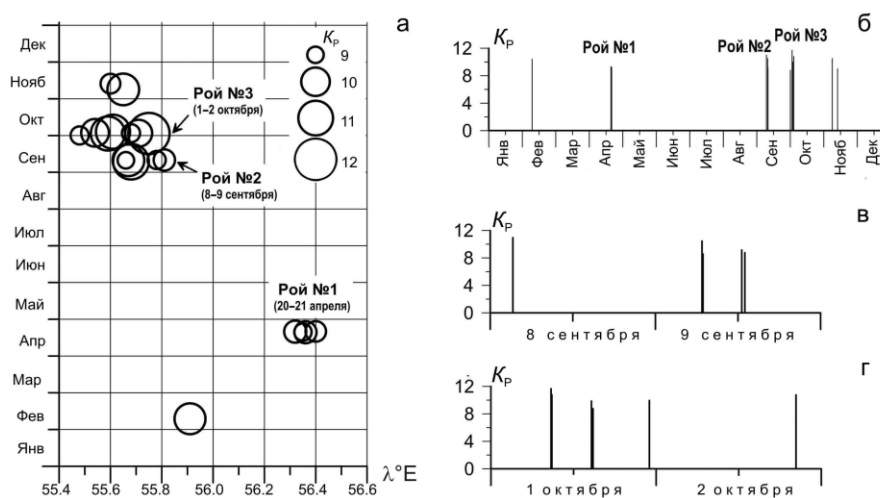 а
Дек
Нояб
Окт
Сен
Авг
Июл
Июн
Май
Апр
Мар
Фев
Янв
55.4 55.6 55.8 56.0 56.2 56.4 56.6
λ°E
Kр
9
10
11
12
Рой №3
(1–2 октября)
Рой №2
(8–9 сентября)
Рой №1
(20–21 апреля)
б
Kр
12
8
4
0
Рой №1
Рой №2
Рой №3
Янв Фев Мар Апр Май Июн Июл Авг Сен Окт Нояб Дек
в
Kр
12
8
4
0
8 сентября 9 сентября
г
Kр
12
8
4
0
1 октября 2 октября